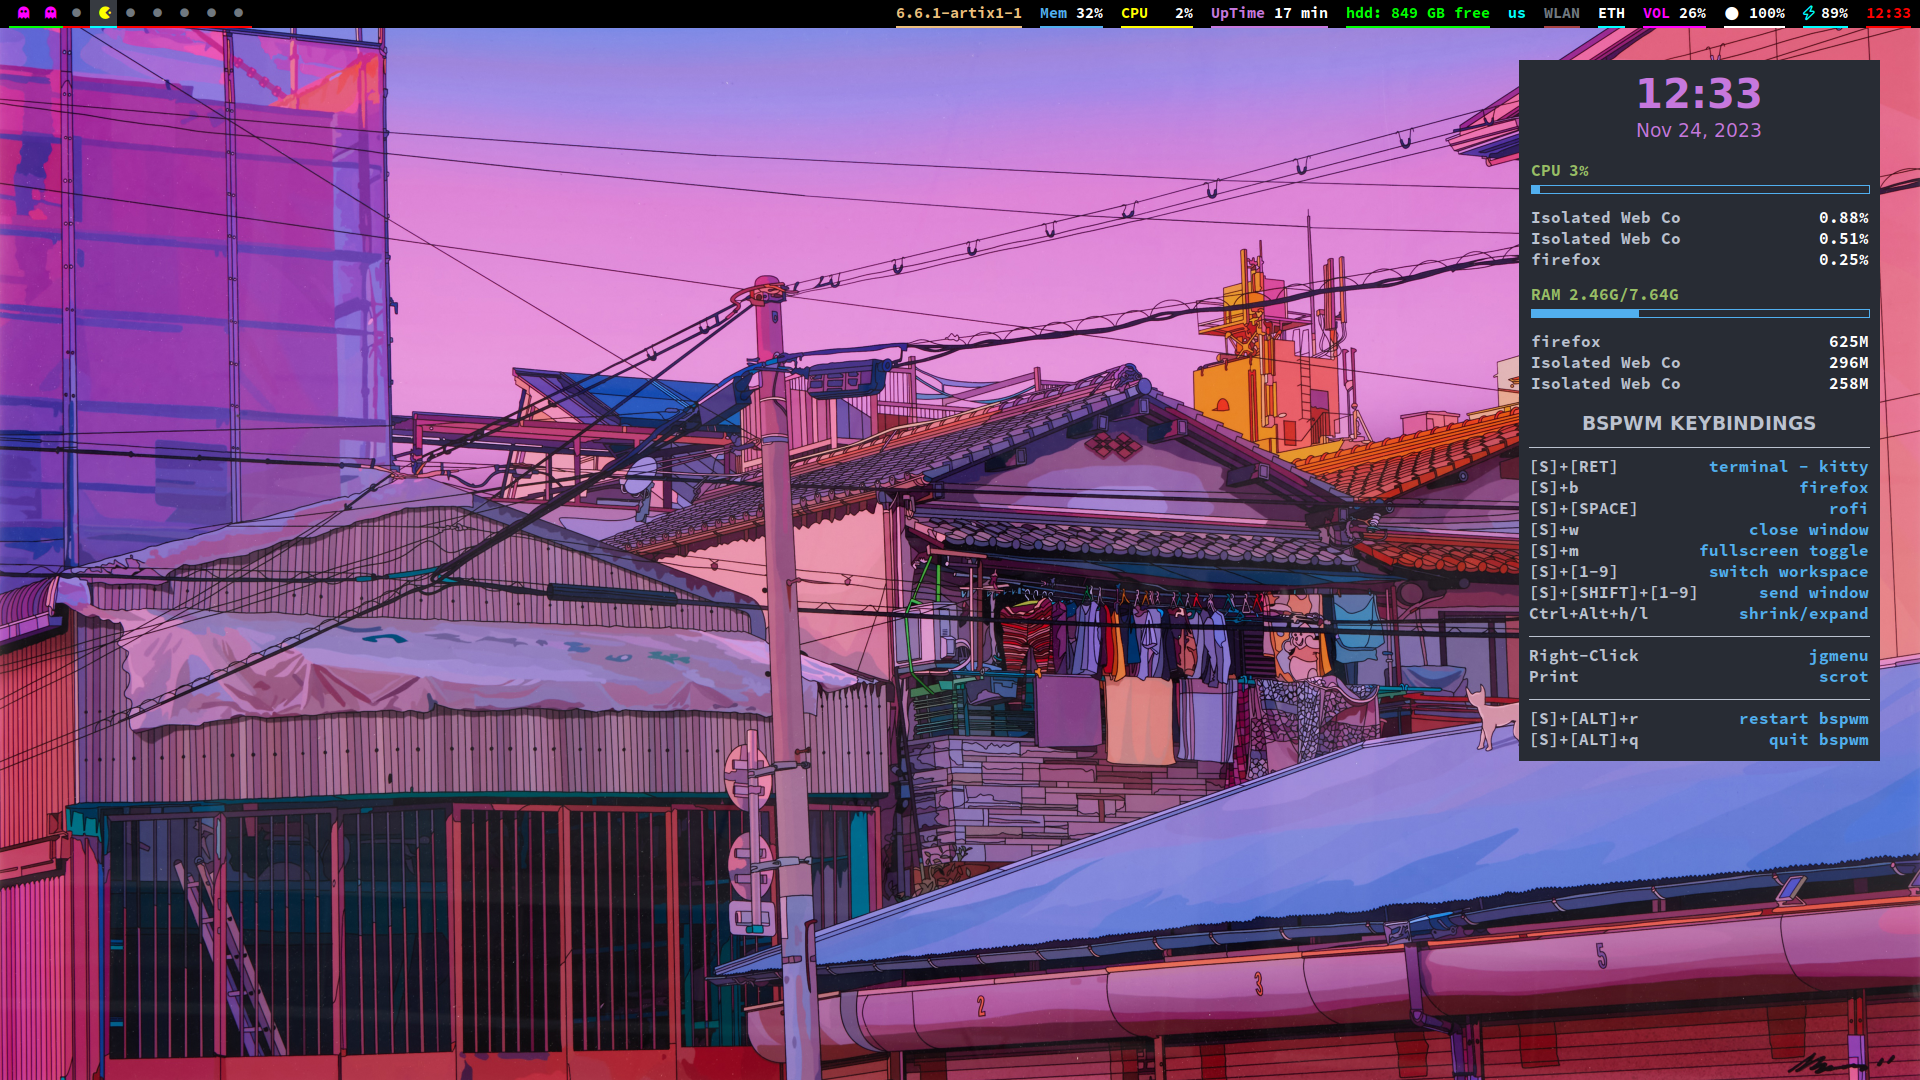 6.6.1-artix1-1 Mem 32% CPU 2% UpTime 17 min hdd: 849 GB free us WLAN ETH VOL 26% 100% 89% 12:33
12:33
Nov 24, 2023
CPU 3%
Isolated Web Co 0.88%
Isolated Web Co 0.51%
firefox 0.25%
RAM 2.46G/7.64G
firefox 625M
Isolated Web Co 296M
Isolated Web Co 258M
BSPWM KEYBINDINGS
[S]+[RET] terminal - kitty
[S]+b firefox
[S]+[SPACE] rofi
[S]+w close window
[S]+m fullscreen toggle
[S]+[1-9] switch workspace
[S]+[SHIFT]+[1-9] send window
Ctrl+Alt+h/l shrink/expand
Right-Click jgmenu
Print scrot
[S]+[ALT]+r restart bspwm
[S]+[ALT]+q quit bspwm
2 3 5